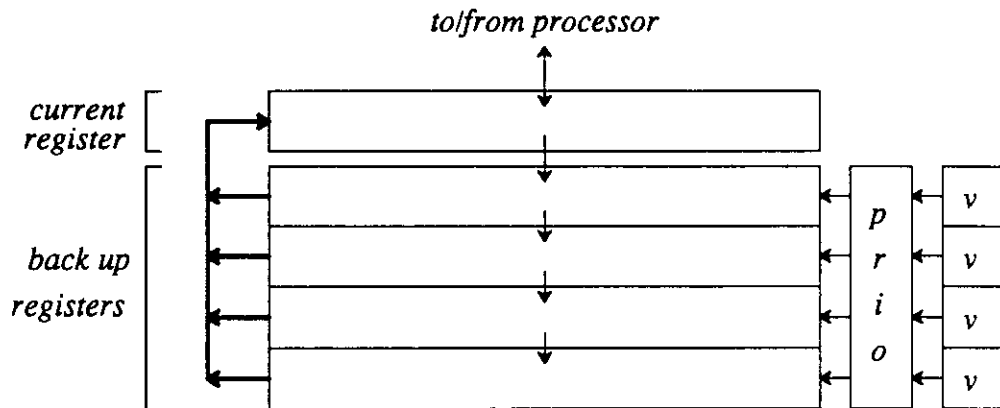 to/from processor
current
register
back up
registers
p
r
i
o
v
v
v
v